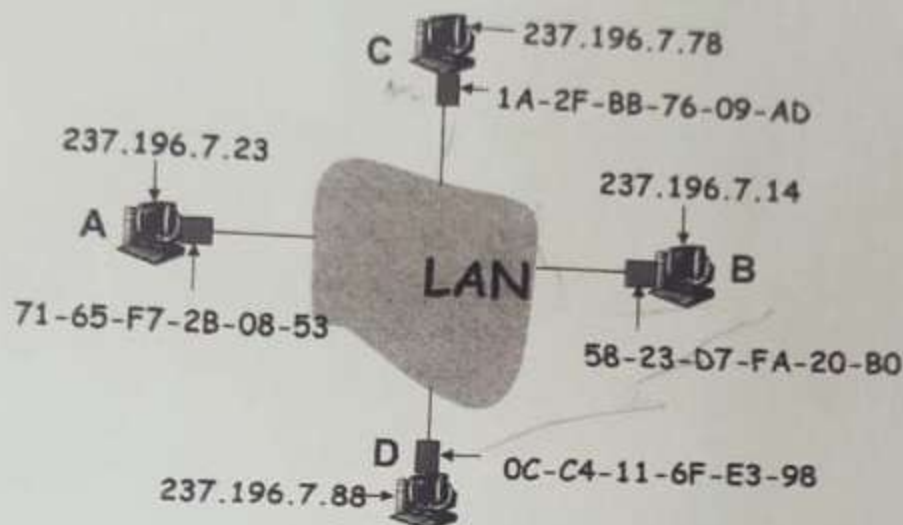 C
237.196.7.78
1A-2F-BB-76-09-AD
237.196.7.23
A
71-65-F7-2B-08-53
LAN
237.196.7.14
B
58-23-D7-FA-20-B0
D
0C-C4-11-6F-E3-98
237.196.7.88